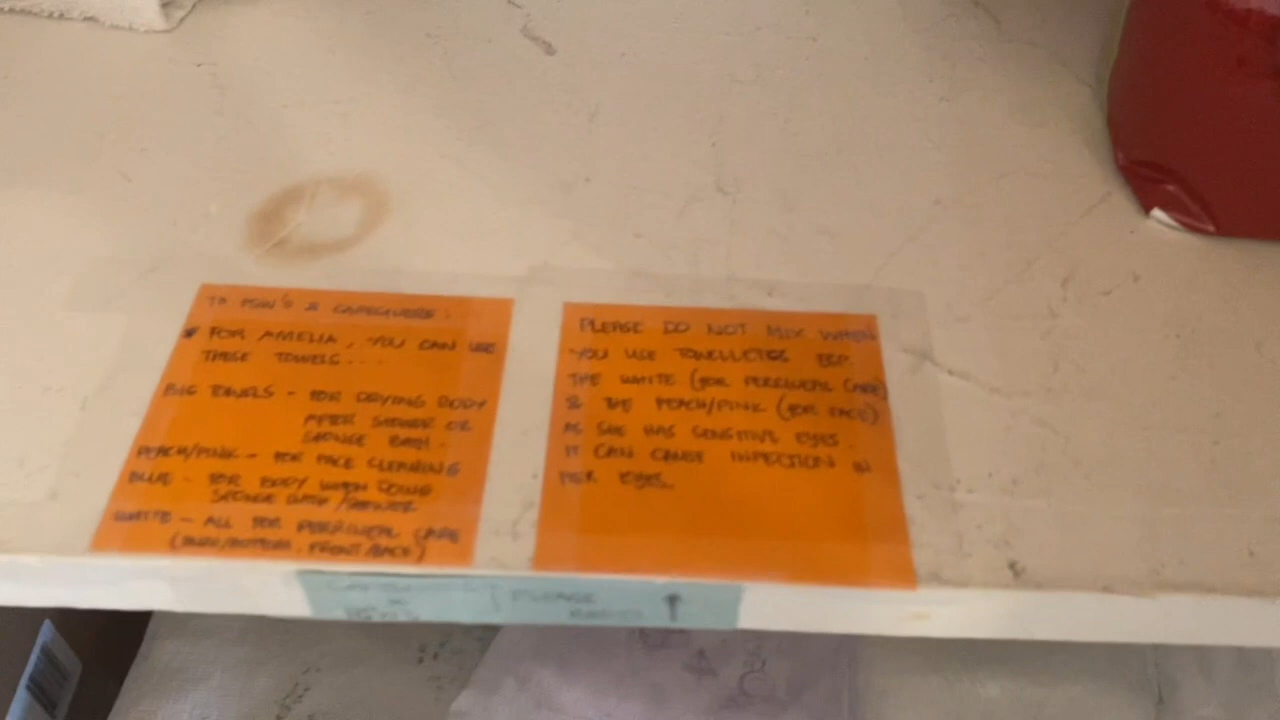 TO PSW'S & CAREGIVERS:
* FOR AMELIA, YOU CAN USE
THESE TOWELS...
BIG TOWELS - FOR DRYING BODY
AFTER SHOWER OR
SPONGE BATH.
PEACH/PINK - FOR FACE CLEANING
BLUE - FOR BODY WHEN DOING
SPONGE BATH/SHOWER
WHITE - ALL FOR PERINEAL CARE
(BUM/BOTTOM, FRONT/BACK)
PLEASE DO NOT MIX WHEN
YOU USE TOWELLETES ESP.
THE WHITE (FOR PERINEAL CARE)
& THE PEACH/PINK (FOR FACE)
AS SHE HAS SENSITIVE EYES.
IT CAN CAUSE INFECTION IN
HER EYES.
PLEASE